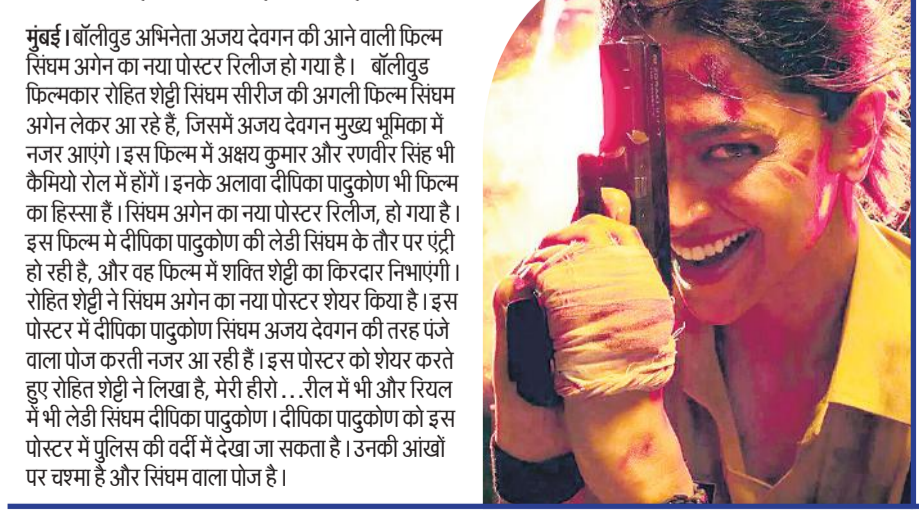 मुंबई । बॉलीवुड अभिनेता अजय देवगन की आने वाली फिल्म
सिंघम अगेन का नया पोस्टर रिलीज हो गया है । बॉलीवुड
फिल्मकार रोहित शेट्टी सिंघम सीरीज की अगली फिल्म सिंघम
अगेन लेकर आ रहे हैं, जिसमें अजय देवगन मुख्य भूमिका में
नजर आएंगे । इस फिल्म में अक्षय कुमार और रणवीर सिंह भी
कैमियो रोल में होंगें । इनके अलावा दीपिका पादुकोण भी फिल्म
का हिस्सा हैं । सिंघम अगेन का नया पोस्टर रिलीज, हो गया है ।
इस फिल्म मे दीपिका पादुकोण की लेडी सिंघम के तौर पर एंट्री
हो रही है, और वह फिल्म में शक्ति शेट्टी का किरदार निभाएंगी ।
रोहित शेट्टी ने सिंघम अगेन का नया पोस्टर शेयर किया है । इस
पोस्टर में दीपिका पादुकोण सिंघम अजय देवगन की तरह पंजे
वाला पोज करती नजर आ रही हैं । इस पोस्टर को शेयर करते
हुए रोहित शेट्टी ने लिखा है, मेरी हीरो ...रील में भी और रियल
में भी लेडी सिंघम दीपिका पादुकोण । दीपिका पादुकोण को इस
पोस्टर में पुलिस की वर्दी में देखा जा सकता है । उनकी आंखों
पर चश्मा है और सिंघम वाला पोज है ।